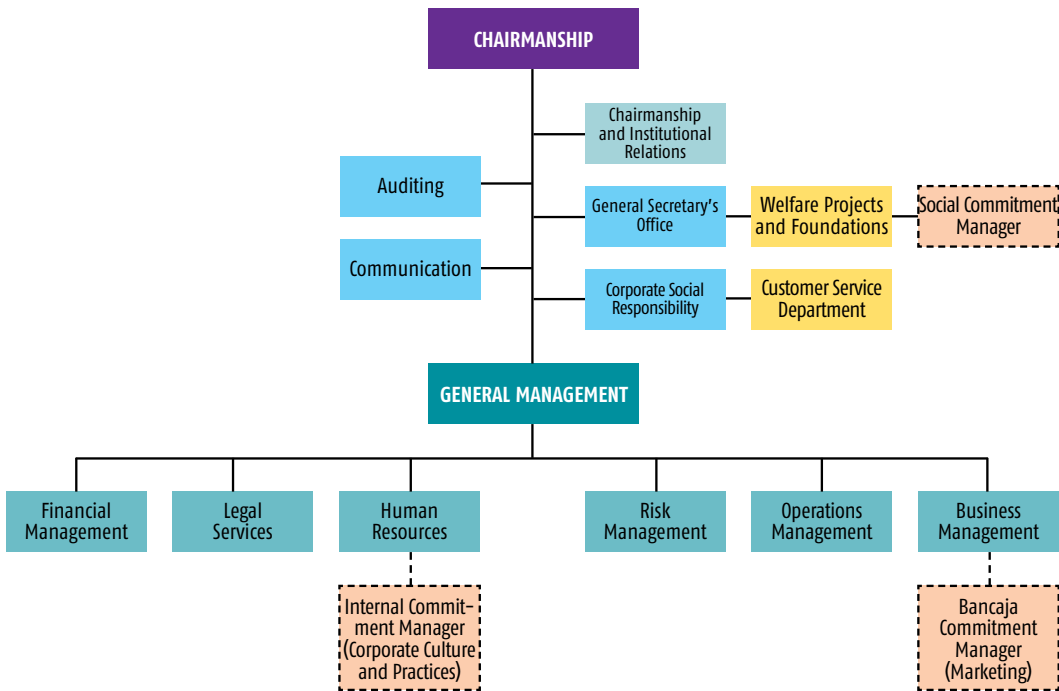 CHAIRMANSHIP
Chairmanship
and Institutional
Relations
Auditing
General Secretary's
Office
Welfare Projects
and Foundations
Social Commitment
Manager
Communication
Corporate Social
Responsibility
Customer Service
Department
GENERAL MANAGEMENT
Financial
Management
Legal
Services
Human
Resources
Risk
Management
Operations
Management
Business
Management
Internal Commit-
ment Manager
(Corporate Culture
and Practices)
Bancaja
Commitment
Manager
(Marketing)